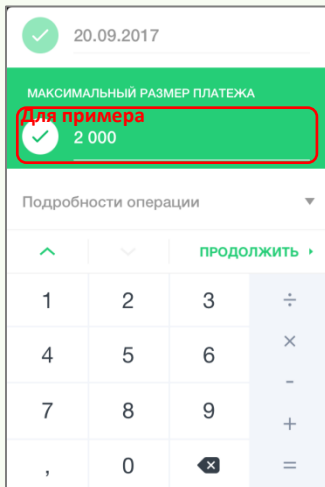 20.09.2017
МАКСИМАЛЬНЫЙ РАЗМЕР ПЛАТЕЖА
Для примера
2 000
Подробности операции
ПРОДОЛЖИТЬ
1 2 3 ÷
4 5 6 ×
-
7 8 9 +
, 0 =